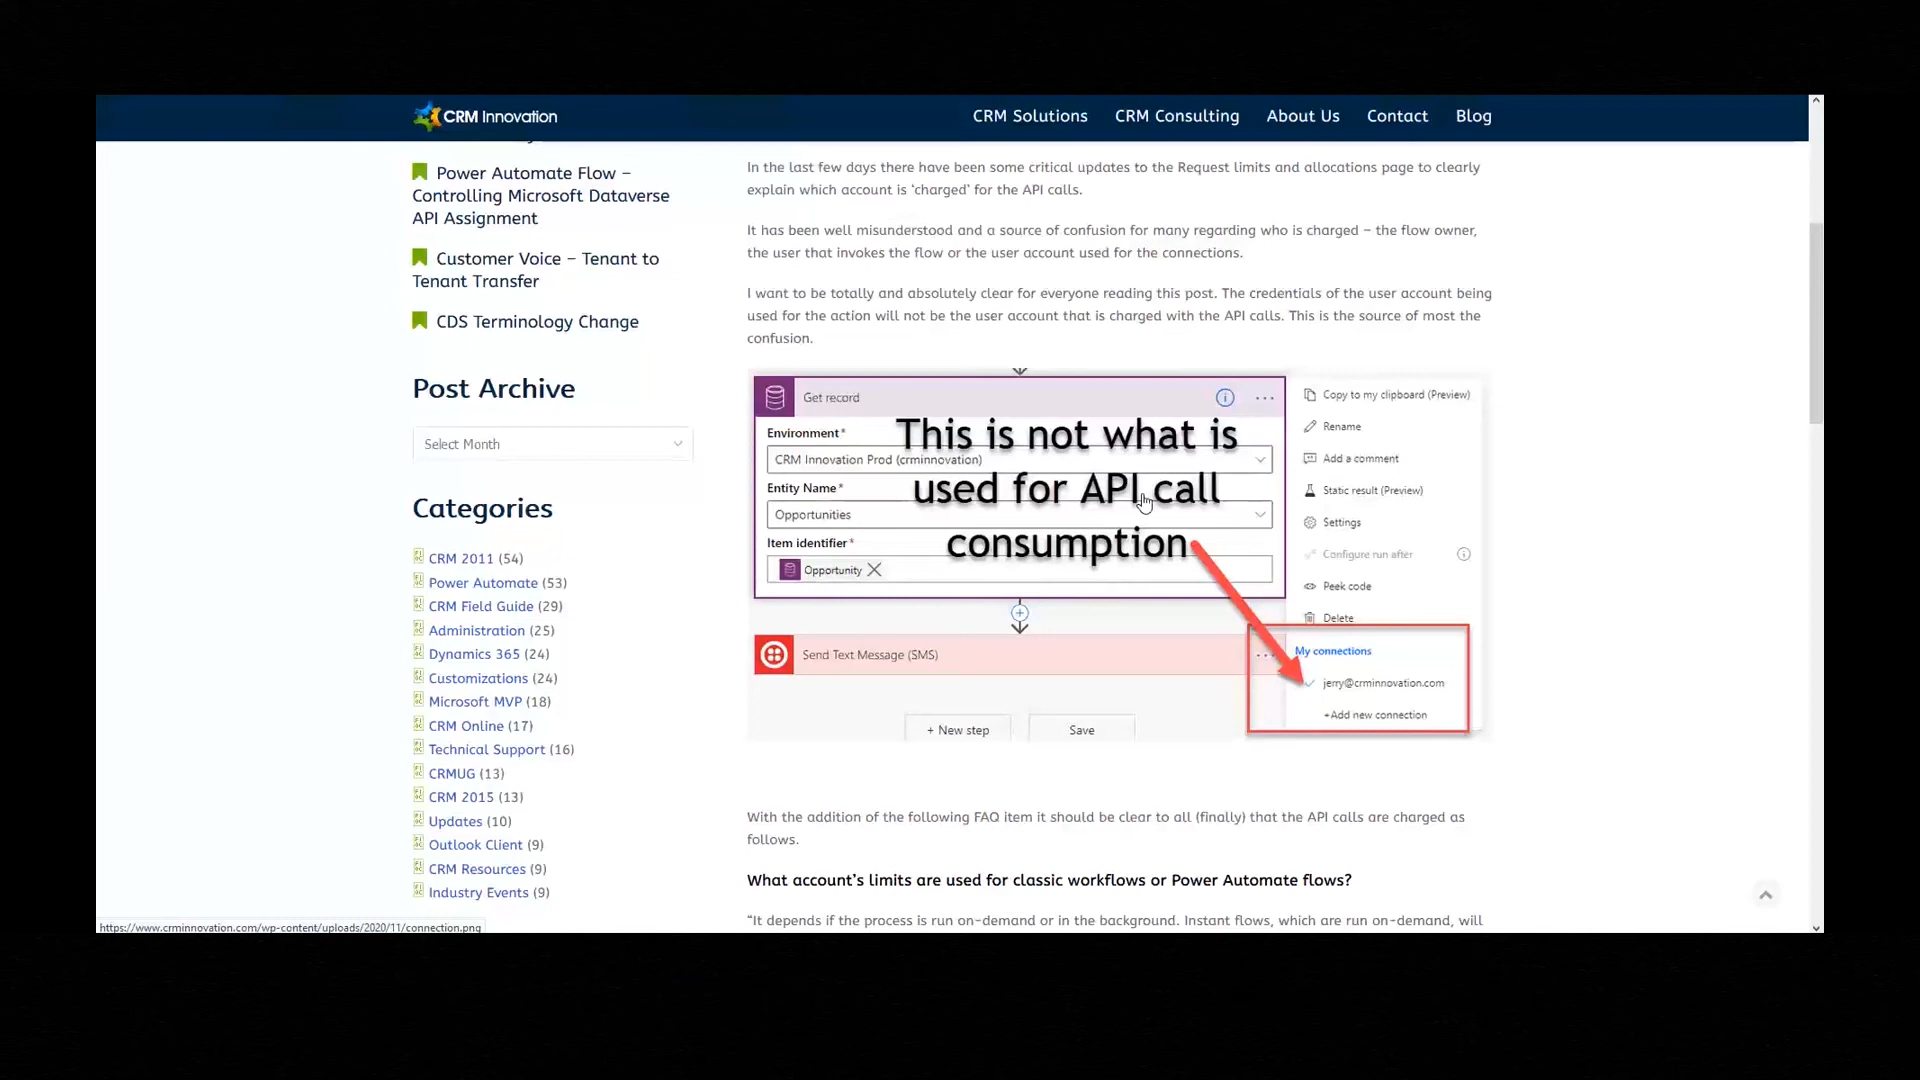 CRM Innovation
CRM Solutions
CRM Consulting
About Us
Contact
Blog
Power Automate Flow –
Controlling Microsoft Dataverse
API Assignment
Customer Voice – Tenant to
Tenant Transfer
CDS Terminology Change
Post Archive
Select Month
Categories
CRM 2011 (54)
Power Automate (53)
CRM Field Guide (29)
Administration (25)
Dynamics 365 (24)
Customizations (24)
Microsoft MVP (18)
CRM Online (17)
Technical Support (16)
CRMUG (13)
CRM 2015 (13)
Updates (10)
Outlook Client (9)
CRM Resources (9)
Industry Events (9)
In the last few days there have been some critical updates to the Request limits and allocations page to clearly
explain which account is ‘charged’ for the API calls.
It has been well misunderstood and a source of confusion for many regarding who is charged – the flow owner,
the user that invokes the flow or the user account used for the connections.
I want to be totally and absolutely clear for everyone reading this post. The credentials of the user account being
used for the action will not be the user account that is charged with the API calls. This is the source of most the
confusion.
Get record
Environment*
CRM Innovation Prod (crminnovation)
Entity Name*
Opportunities
Item identifier*
Opportunity
This is not what is
used for API call
consumption
Send Text Message (SMS)
+ New step
Save
Copy to my clipboard (Preview)
Rename
Add a comment
Static result (Preview)
Settings
Configure run after
Peek code
Delete
My connections
jerry@crminnovation.com
+Add new connection
With the addition of the following FAQ item it should be clear to all (finally) that the API calls are charged as
follows.
What account’s limits are used for classic workflows or Power Automate flows?
“It depends if the process is run on-demand or in the background. Instant flows, which are run on-demand, will
https://www.crminnovation.com/wp-content/uploads/2020/11/connection.png